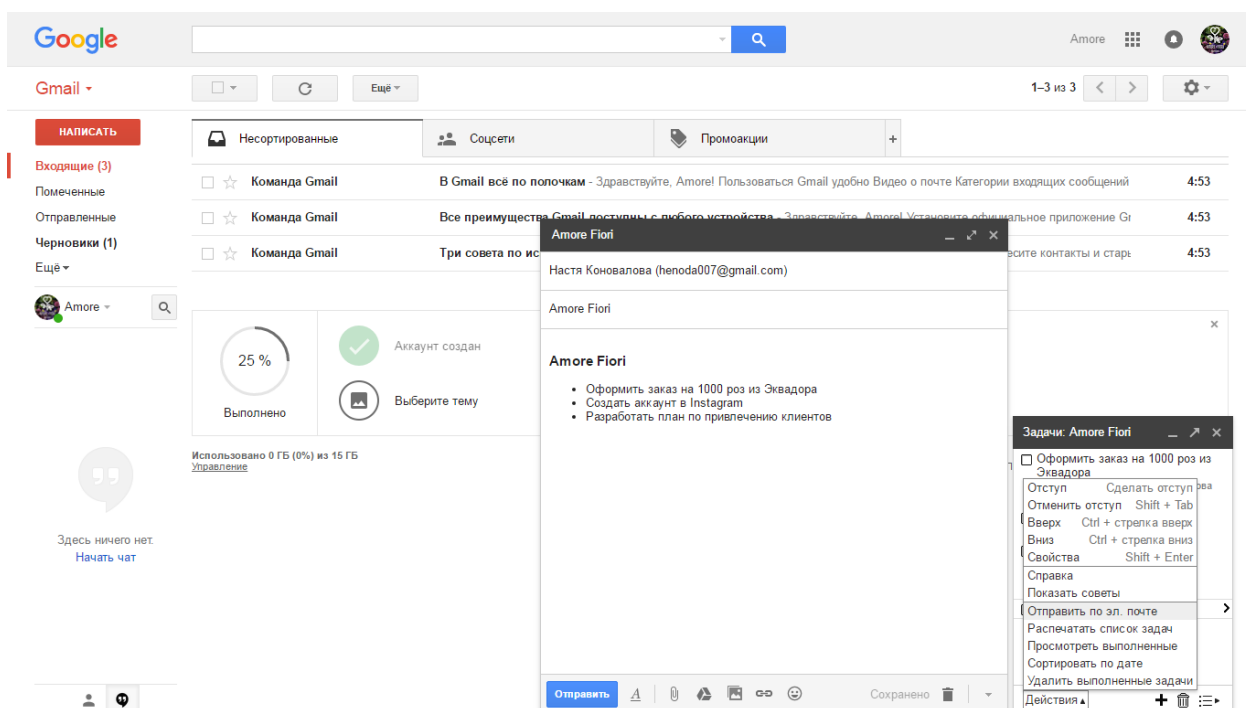 Google
Amore
Gmail
Ещё
1–3 из 3
НАПИСАТЬ
Входящие (3)
Помеченные
Отправленные
Черновики (1)
Ещё
Amore
Здесь ничего нет.
Начать чат
Несортированные
Соцсети
Промоакции
+
Команда Gmail
В Gmail всё по полочкам - Здравствуйте, Amore! Пользоваться Gmail удобно Видео о почте Категории входящих сообщений
4:53
Команда Gmail
Все преимущества Gmail доступны с любого устройства - Здравствуйте, Amore! Установите официальное приложение Gr
4:53
Команда Gmail
Три совета по ис
есите контакты и стары
4:53
25 %
Выполнено
Аккаунт создан
Выберите тему
Использовано 0 ГБ (0%) из 15 ГБ
Управление
Amore Fiori
Настя Коновалова (henoda007@gmail.com)
Amore Fiori
Amore Fiori
Оформить заказ на 1000 роз из Эквадора
Создать аккаунт в Instagram
Разработать план по привлечению клиентов
Отправить
Сохранено
Задачи: Amore Fiori
Оформить заказ на 1000 роз из
Эквадора
ова
Отступ Сделать отступ
Отменить отступ Shift + Tab
Вверх Ctrl + стрелка вверх
Вниз Ctrl + стрелка вниз
Свойства Shift + Enter
Справка
Показать советы
Отправить по эл. почте
Распечатать список задач
Просмотреть выполненные
Сортировать по дате
Удалить выполненные задачи
Действия